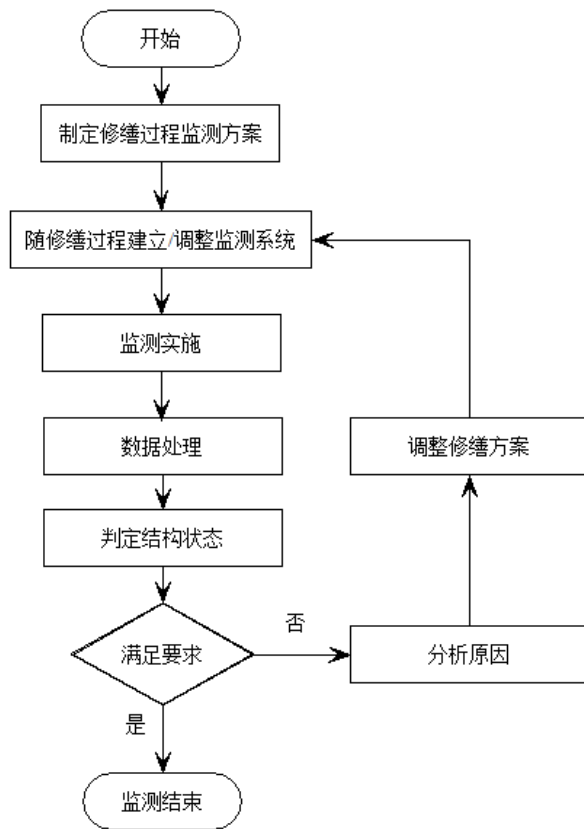 开始
制定修缮过程监测方案
随修缮过程建立/调整监测系统
监测实施
数据处理
调整修缮方案
判定结构状态
满足要求
否
分析原因
是
监测结束